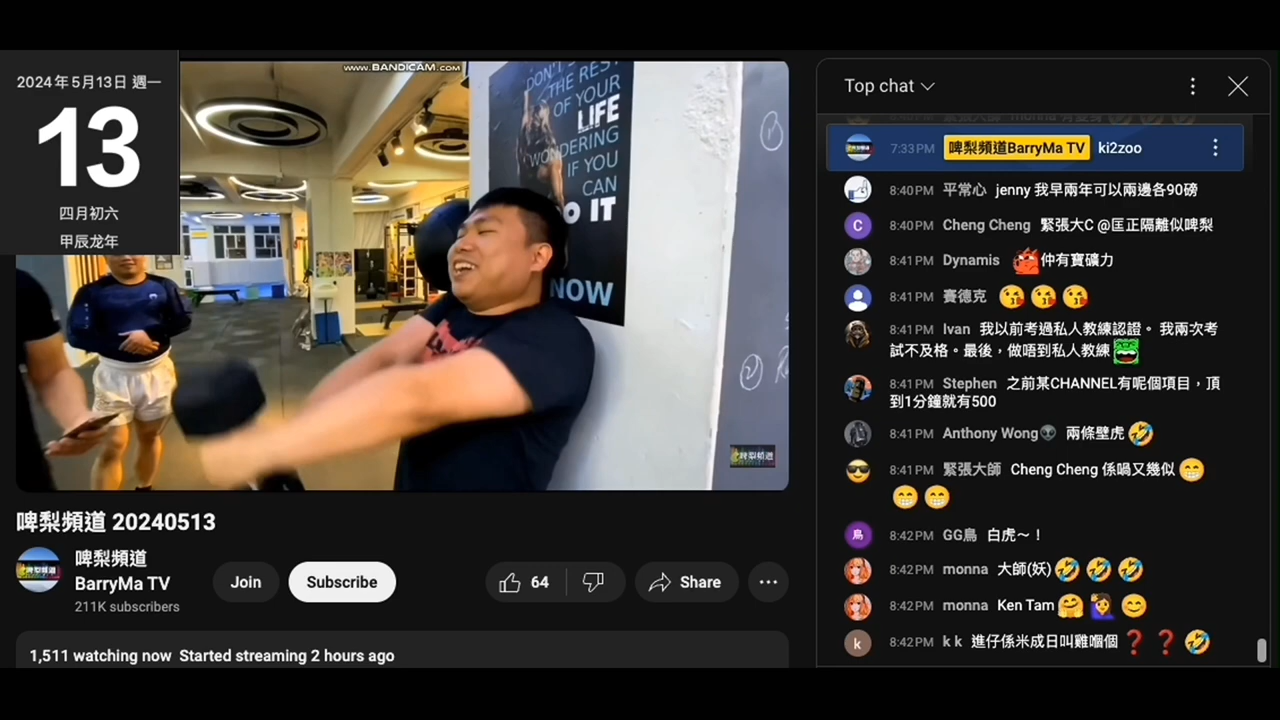 2024年5月13日 週一
13
四月初六
甲辰龙年
WWW.BANDICAM.COM
DON'T
THE REST
OF YOUR
LIFE
WONDERING
IF YOU
CAN
DO IT
NOW
1
2
啤梨頻道
啤梨頻道 20240513
啤梨頻道
BarryMa TV
211K subscribers
Join
Subscribe
64
Share
1,511 watching now Started streaming 2 hours ago
Top chat
7:33 PM 啤梨頻道BarryMa TV ki2zoo
8:40 PM 平常心 jenny 我早兩年可以兩邊各90磅
8:40 PM Cheng Cheng 緊張大C @匡正隔離似啤梨
8:41 PM Dynamis 仲有寶礦力
8:41 PM 賽德克 😘😘😘
8:41 PM Ivan 我以前考過私人教練認證。 我兩次考
試不及格。最後，做唔到私人教練
8:41 PM Stephen 之前某CHANNEL有呢個項目，頂
到1分鐘就有500
8:41 PM Anthony Wong👽 兩條壁虎🤣
8:41 PM 緊張大師 Cheng Cheng 係喎又幾似😁
😁😁
8:42 PM GG鳥 白虎～！
8:42 PM monna 大師(妖)🤣🤣🤣
8:42 PM monna Ken Tam🤗🙋‍♀️😊
8:42 PM k k 進仔係米成日叫雞嗰個❓❓🤣